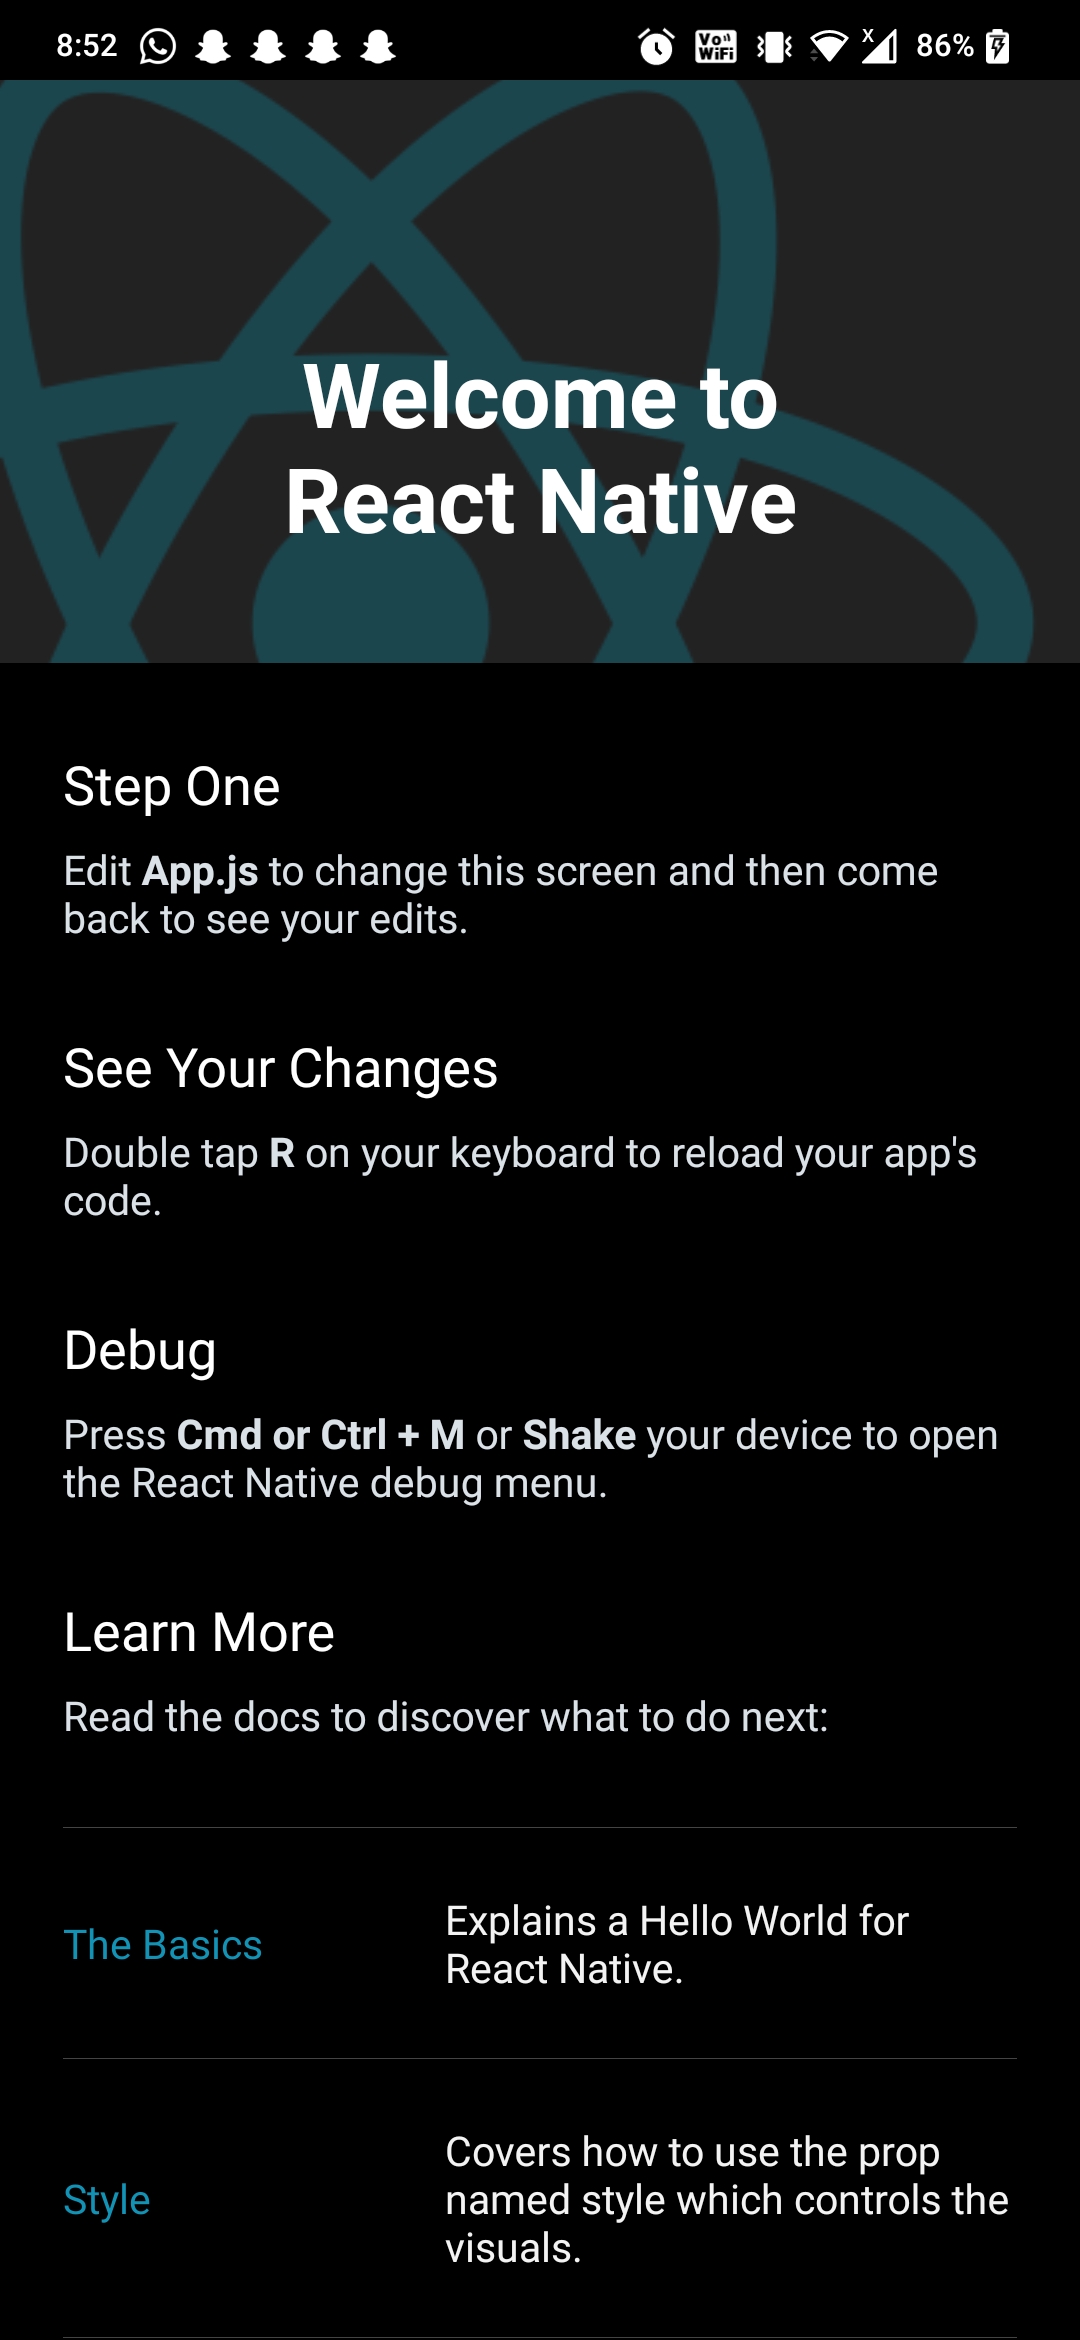 8:52
Vo
WiFi
X
86%
Welcome to
React Native
Step One
Edit App.js to change this screen and then come
back to see your edits.
See Your Changes
Double tap R on your keyboard to reload your app's
code.
Debug
Press Cmd or Ctrl + M or Shake your device to open
the React Native debug menu.
Learn More
Read the docs to discover what to do next:
The Basics
Explains a Hello World for
React Native.
Style
Covers how to use the prop
named style which controls the
visuals.